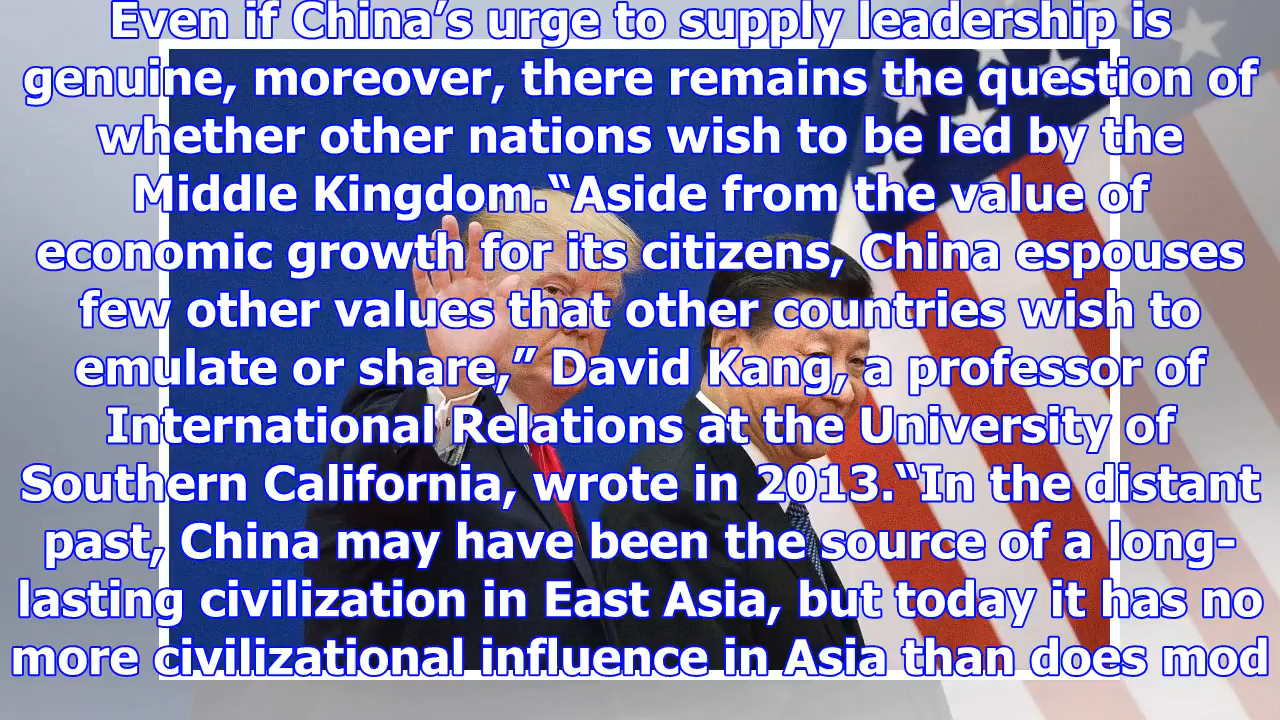 Even if China’s urge to supply leadership is
genuine, moreover, there remains the question of
whether other nations wish to be led by the
Middle Kingdom.“Aside from the value of
economic growth for its citizens, China espouses
few other values that other countries wish to
emulate or share,” David Kang, a professor of
International Relations at the University of
Southern California, wrote in 2013.“In the distant
past, China may have been the source of a long-
lasting civilization in East Asia, but today it has no
more civilizational influence in Asia than does mod